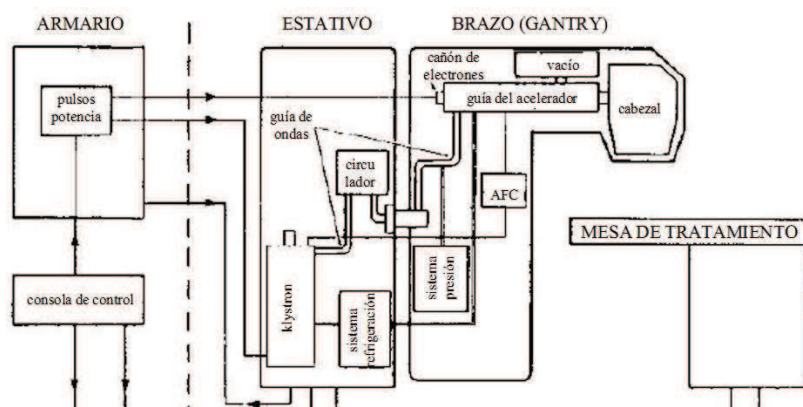 ARMARIO
ESTATIVO
BRAZO (GANTRY)
pulsos
potencia
consola de control
guía de
ondas
circu
lador
klystron
sistema
refrigeración
cañón de
electrones
vacío
guía del acelerador
cabezal
AFC
sistema
presión
MESA DE TRATAMIENTO